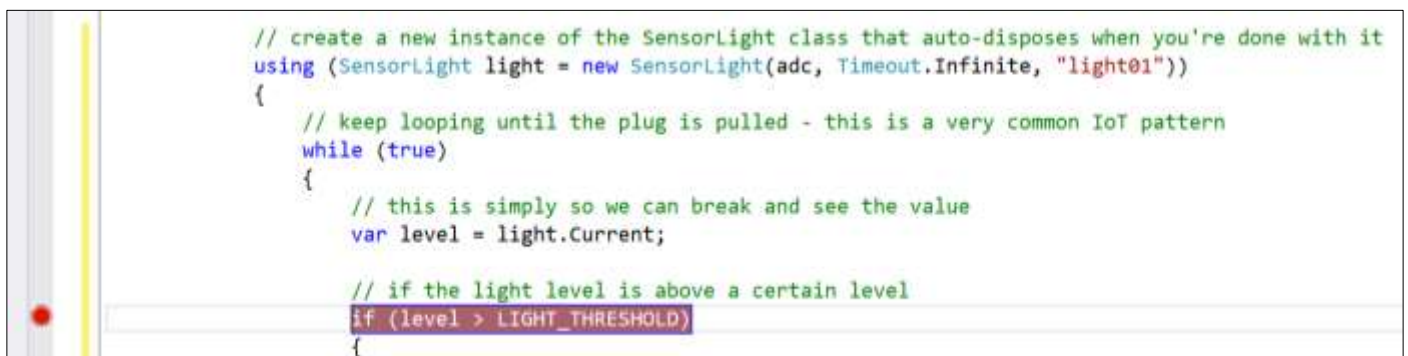 // create a new instance of the SensorLight class that auto-disposes when you're done with it
using (SensorLight light = new SensorLight(adc, Timeout.Infinite, "light01"))
{
// keep looping until the plug is pulled - this is a very common IoT pattern
while (true)
{
// this is simply so we can break and see the value
var level = light.Current;
// if the light level is above a certain level
if (level > LIGHT_THRESHOLD)
{